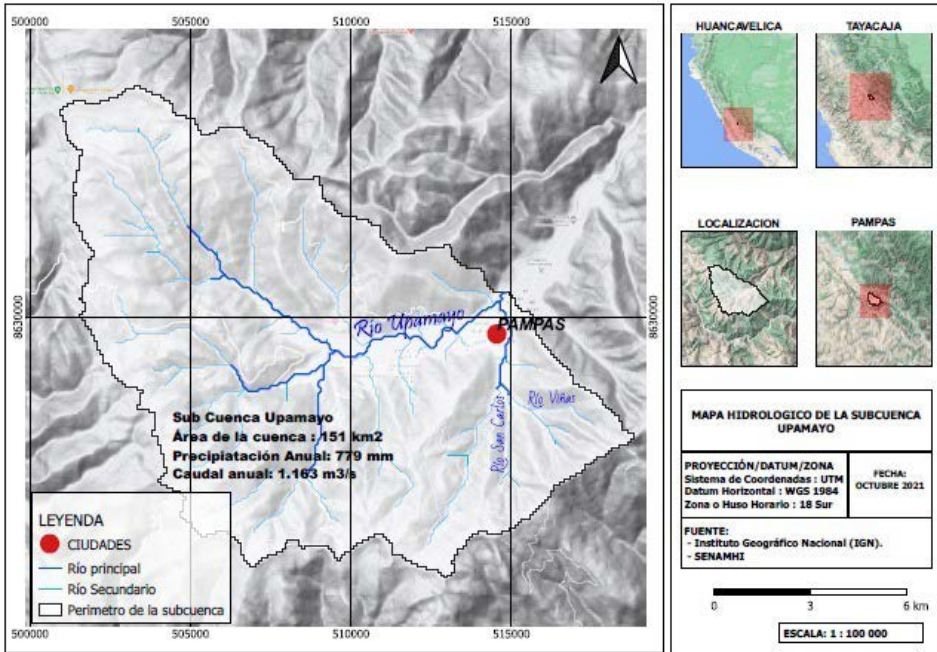 500000 505000 510000 515000
8630000
8630000
Río Upamayo
PAMPAS
Río Viñas
Río San Carlos
Sub Cuenca Upamayo
Área de la cuenca : 151 km2
Precipiatación Anual: 779 mm
Caudal anual: 1.163 m3/s
LEYENDA
CIUDADES
Río principal
Río Secundario
Perimetro de la subcuenca
500000 505000 510000 515000
HUANCAVELICA
TAYACAJA
LOCALIZACION
PAMPAS
MAPA HIDROLOGICO DE LA SUBCUENCA
UPAMAYO
PROYECCIÓN/DATUM/ZONA
Sistema de Coordenadas : UTM
Datum Horizontal : WGS 1984
Zona o Huso Horario : 18 Sur
FECHA:
OCTUBRE 2021
FUENTE:
- Instituto Geográfico Nacional (IGN).
- SENAMHI
0 3 6 km
ESCALA: 1 : 100 000